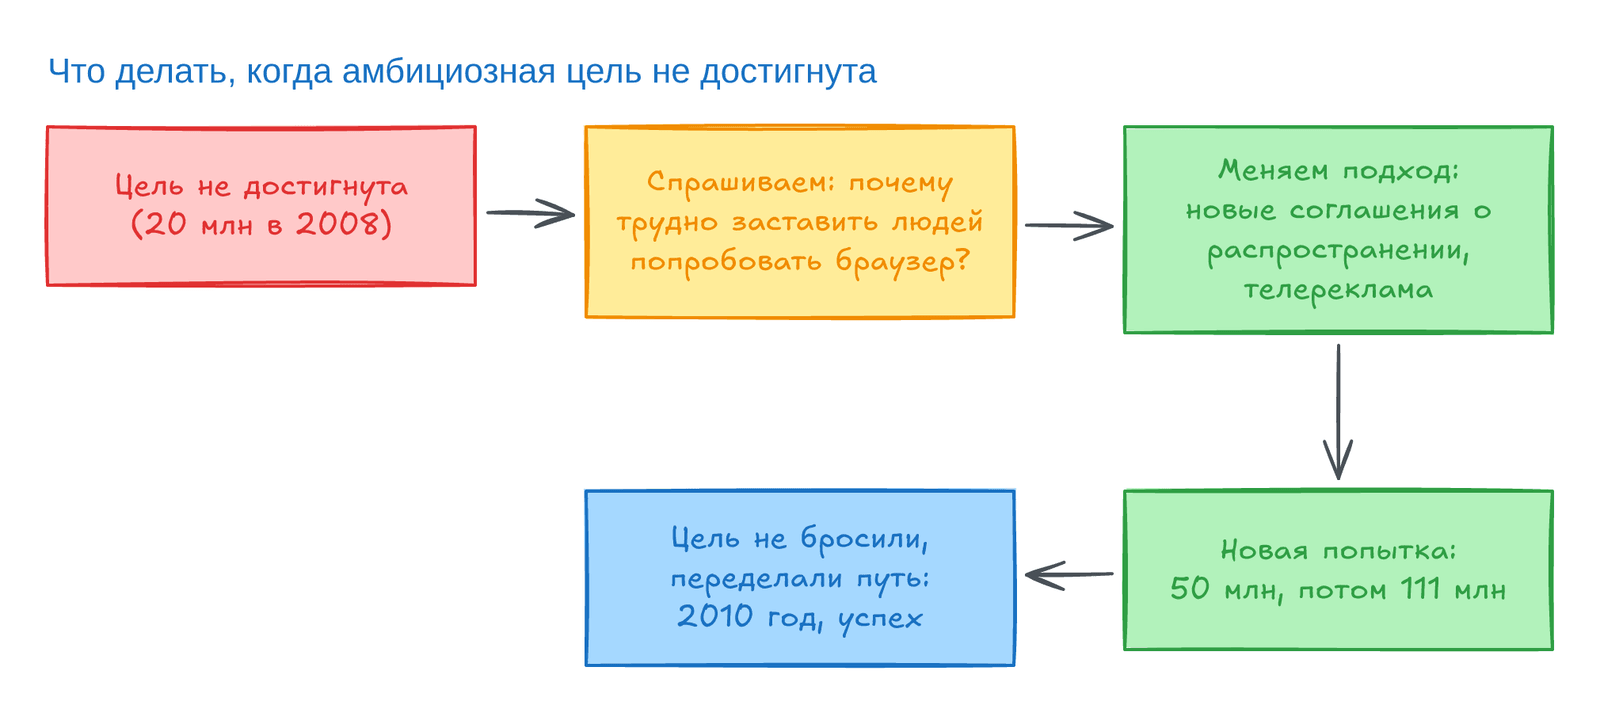 Что делать, когда амбициозная цель не достигнута
Цель не достигнута
(20 млн в 2008)
Спрашиваем: почему
трудно заставить людей
попробовать браузер?
Меняем подход:
новые соглашения о
распространении,
телереклама
Новая попытка:
50 млн, потом 111 млн
Цель не бросили,
переделали путь:
2010 год, успех